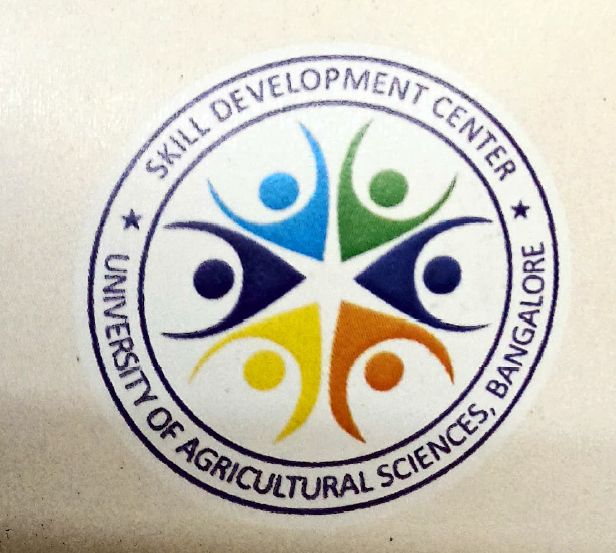 SKILL DEVELOPMENT CENTER
UNIVERSITY OF AGRICULTURAL SCIENCES, BANGALORE